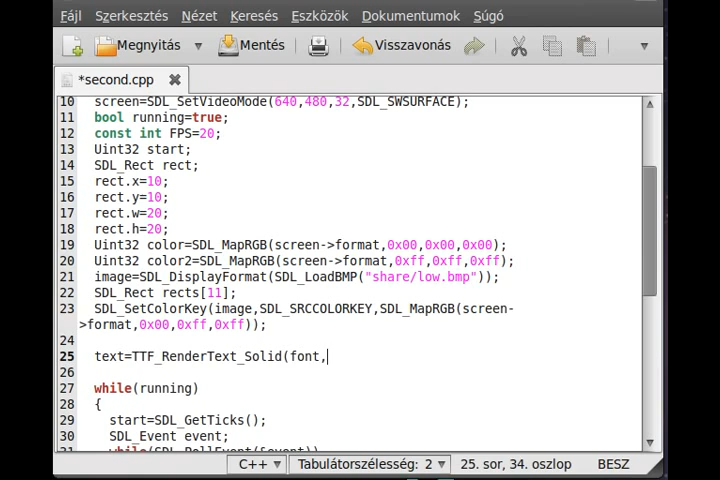 Fájl Szerkesztés Nézet Keresés Eszközök Dokumentumok Súgó
Megnyitás Mentés Visszavonás
*second.cpp
10 screen=SDL_SetVideoMode(640,480,32,SDL_SWSURFACE);
11 bool running=true;
12 const int FPS=20;
13 Uint32 start;
14 SDL_Rect rect;
15 rect.x=10;
16 rect.y=10;
17 rect.w=20;
18 rect.h=20;
19 Uint32 color=SDL_MapRGB(screen->format,0x00,0x00,0x00);
20 Uint32 color2=SDL_MapRGB(screen->format,0xff,0xff,0xff);
21 image=SDL_DisplayFormat(SDL_LoadBMP("share/low.bmp"));
22 SDL_Rect rects[11];
23 SDL_SetColorKey(image,SDL_SRCCOLORKEY,SDL_MapRGB(screen-
>format,0x00,0xff,0xff));
24
25 text=TTF_RenderText_Solid(font,
26
27 while(running)
28 {
29 start=SDL_GetTicks();
30 SDL_Event event;
31 while(SDL_PollEvent(&event))
C++ Tabulátorszélesség: 2 25. sor, 34. oszlop BESZ